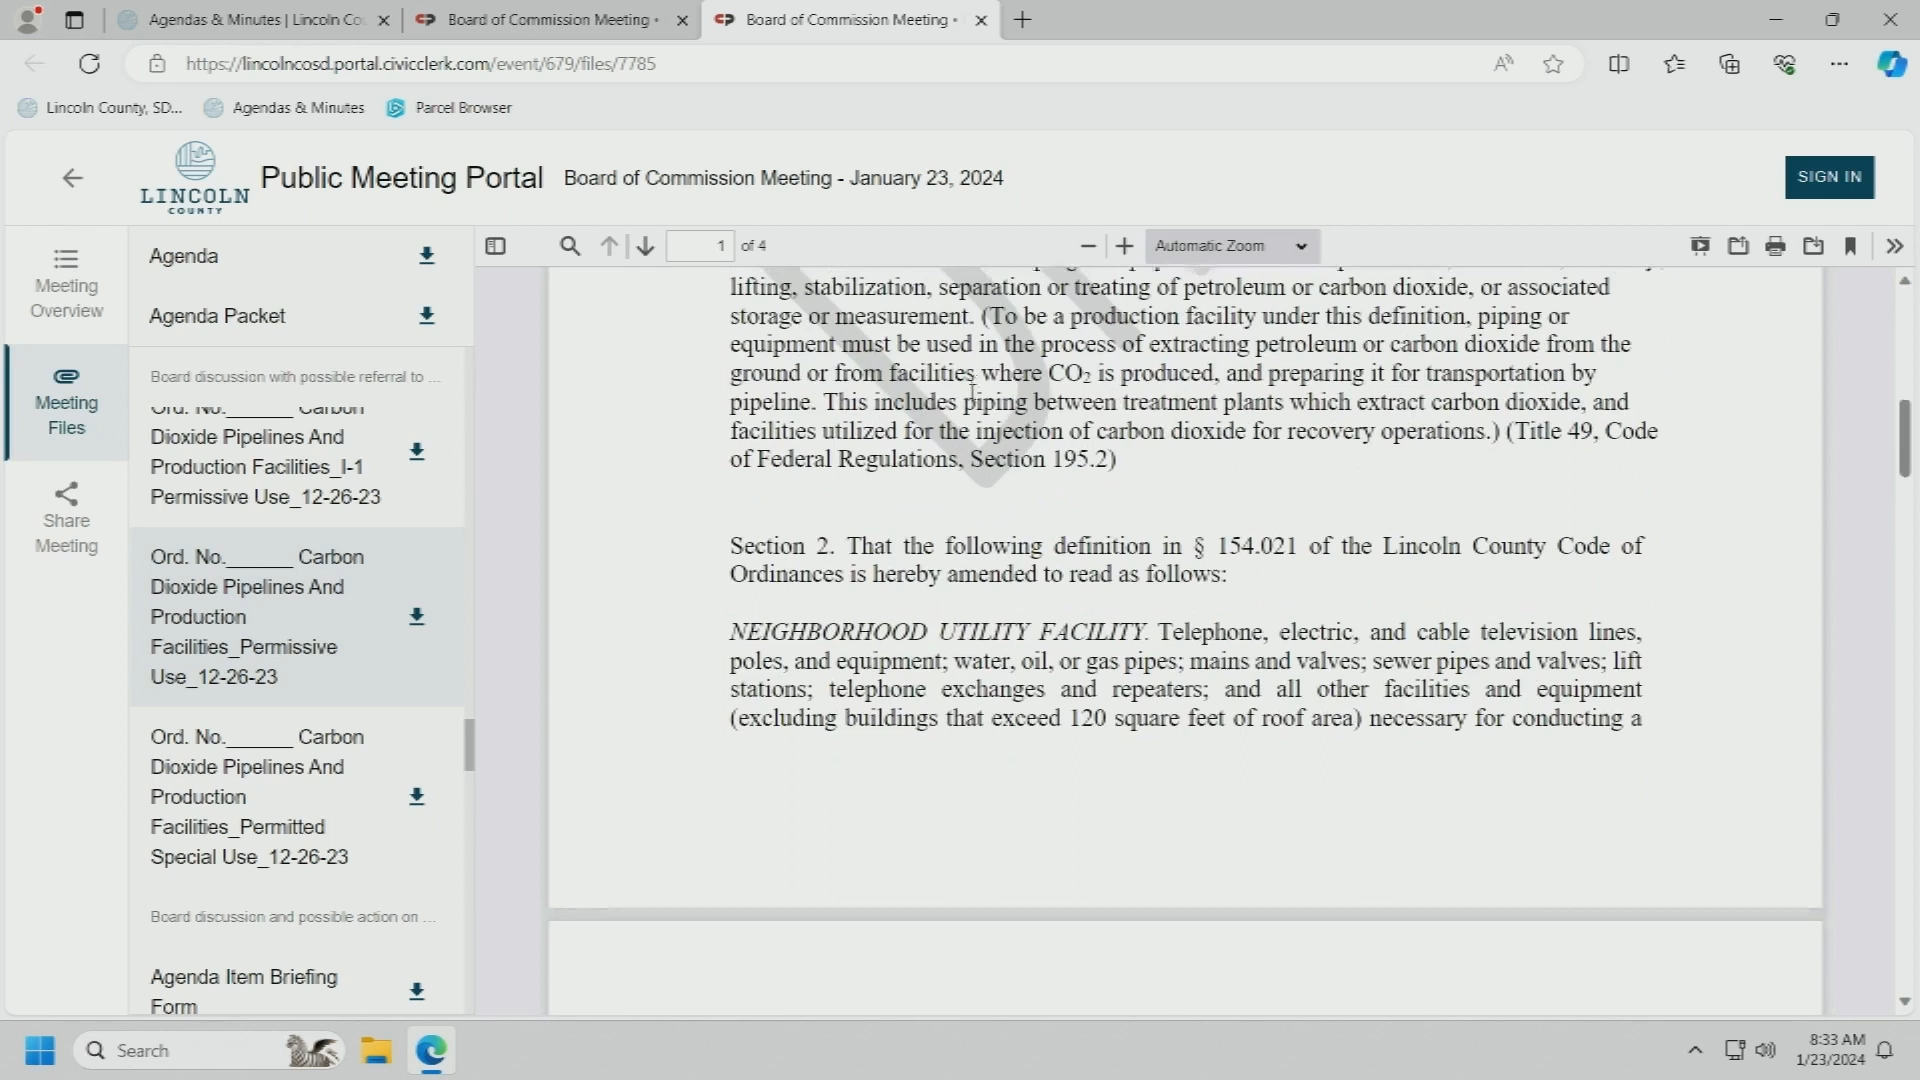 Agendas & Minutes | Lincoln Co
Board of Commission Meeting •
Board of Commission Meeting •
https://lincolncosd.portal.civicclerk.com/event/679/files/7785
Lincoln County, SD...
Agendas & Minutes
Parcel Browser
LINCOLN
COUNTY
Public Meeting Portal
Board of Commission Meeting - January 23, 2024
SIGN IN
Meeting
Overview
Meeting
Files
Share
Meeting
Agenda
Agenda Packet
Board discussion with possible referral to ...
Ord. No.______ Carbon
Dioxide Pipelines And
Production Facilities_I-1
Permissive Use_12-26-23
Ord. No.______ Carbon
Dioxide Pipelines And
Production
Facilities_Permissive
Use_12-26-23
Ord. No.______ Carbon
Dioxide Pipelines And
Production
Facilities_Permitted
Special Use_12-26-23
Board discussion and possible action on ...
Agenda Item Briefing
Form
1 of 4
Automatic Zoom
lifting, stabilization, separation or treating of petroleum or carbon dioxide, or associated
storage or measurement. (To be a production facility under this definition, piping or
equipment must be used in the process of extracting petroleum or carbon dioxide from the
ground or from facilities where CO₂ is produced, and preparing it for transportation by
pipeline. This includes piping between treatment plants which extract carbon dioxide, and
facilities utilized for the injection of carbon dioxide for recovery operations.) (Title 49, Code
of Federal Regulations, Section 195.2)
Section 2. That the following definition in § 154.021 of the Lincoln County Code of
Ordinances is hereby amended to read as follows:
NEIGHBORHOOD UTILITY FACILITY. Telephone, electric, and cable television lines,
poles, and equipment; water, oil, or gas pipes; mains and valves; sewer pipes and valves; lift
stations; telephone exchanges and repeaters; and all other facilities and equipment
(excluding buildings that exceed 120 square feet of roof area) necessary for conducting a
Search
8:33 AM
1/23/2024